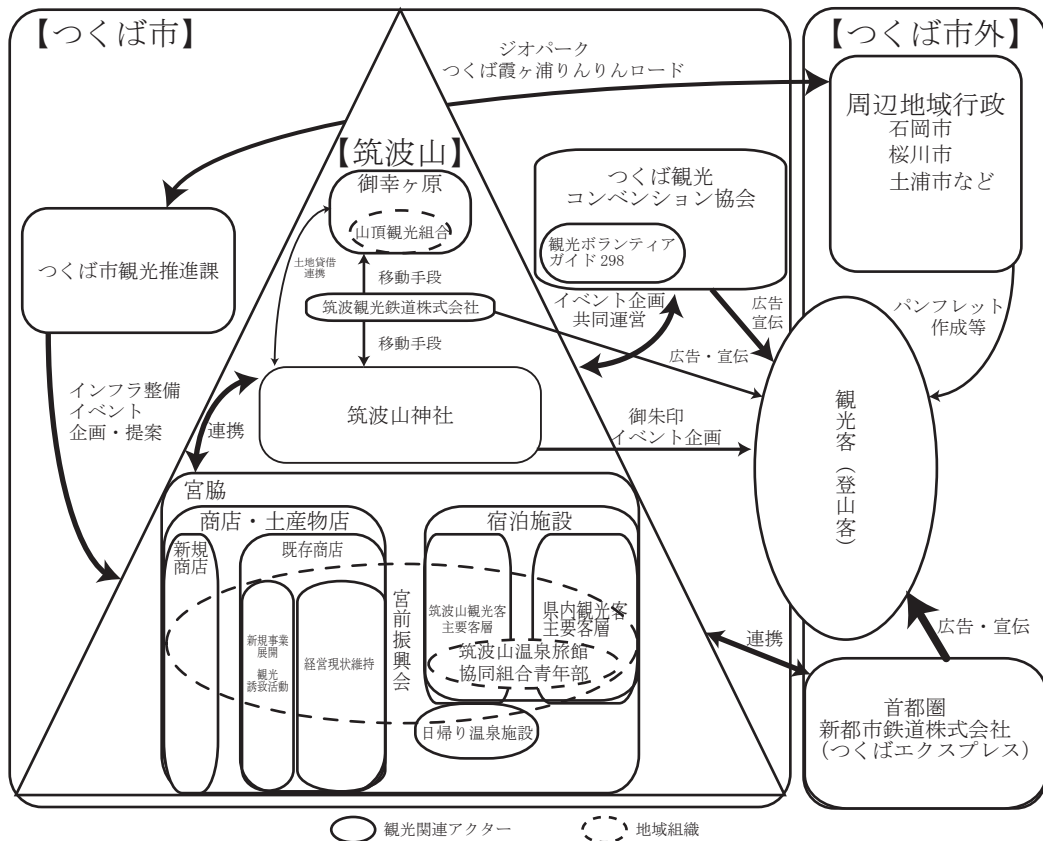 【つくば市】
【つくば市外】
ジオパーク
つくば霞ヶ浦りんりんロード
周辺地域行政
石岡市
桜川市
土浦市など
【筑波山】
御幸ヶ原
山頂観光組合
つくば観光
コンベンション協会
観光ボランティア
ガイド 298
つくば市観光推進課
土地貸借
連携
移動手段
筑波観光鉄道株式会社
移動手段
イベント企画
共同運営
広告
宣伝
パンフレット
作成等
広告・宣伝
インフラ整備
イベント
企画・提案
連携
筑波山神社
御朱印
イベント企画
観光客（登山客）
宮脇
商店・土産物店
新規
商店
既存商店
新規事業
展開
観光
誘致活動
経営現状維持
宮前振興会
宿泊施設
筑波山観光客
主要客層
県内観光客
主要客層
筑波山温泉旅館
協同組合青年部
日帰り温泉施設
連携
広告・宣伝
首都圏
新都市鉄道株式会社
（つくばエクスプレス）
観光関連アクター
地域組織